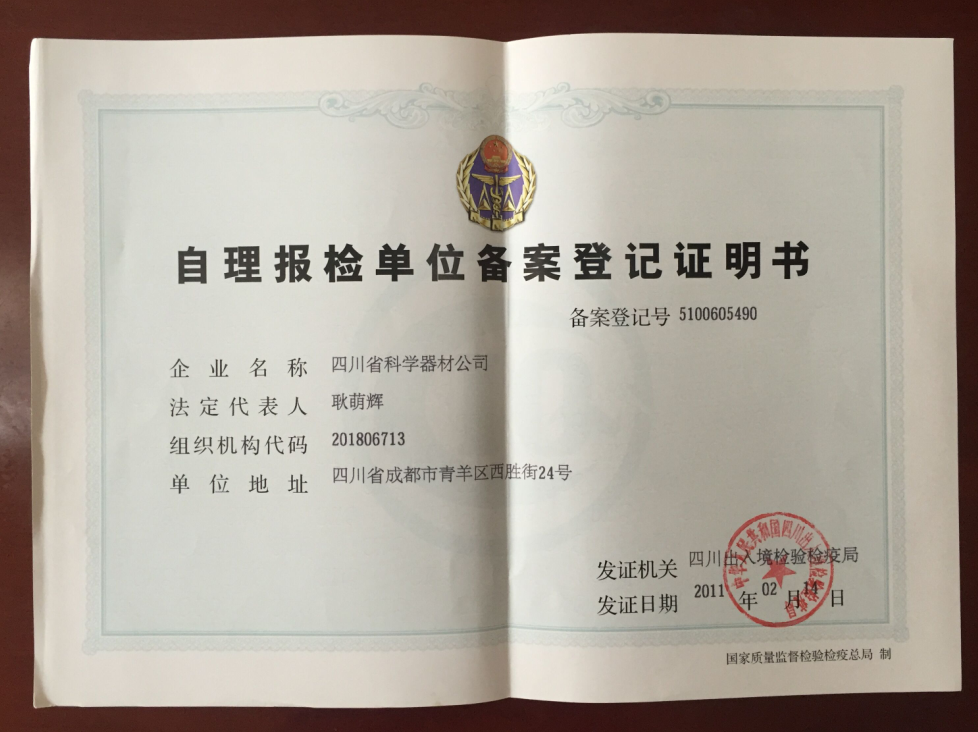 自理报检单位备案登记证明书
备案登记号 5100605490
企业名称 四川省科学器材公司
法定代表人 耿萌辉
组织机构代码 201806713
单位地址 四川省成都市青羊区西胜街24号
发证机关 四川出入境检验检疫局
发证日期 2011 年 02 月 14 日
国家质量监督检验检疫总局 制